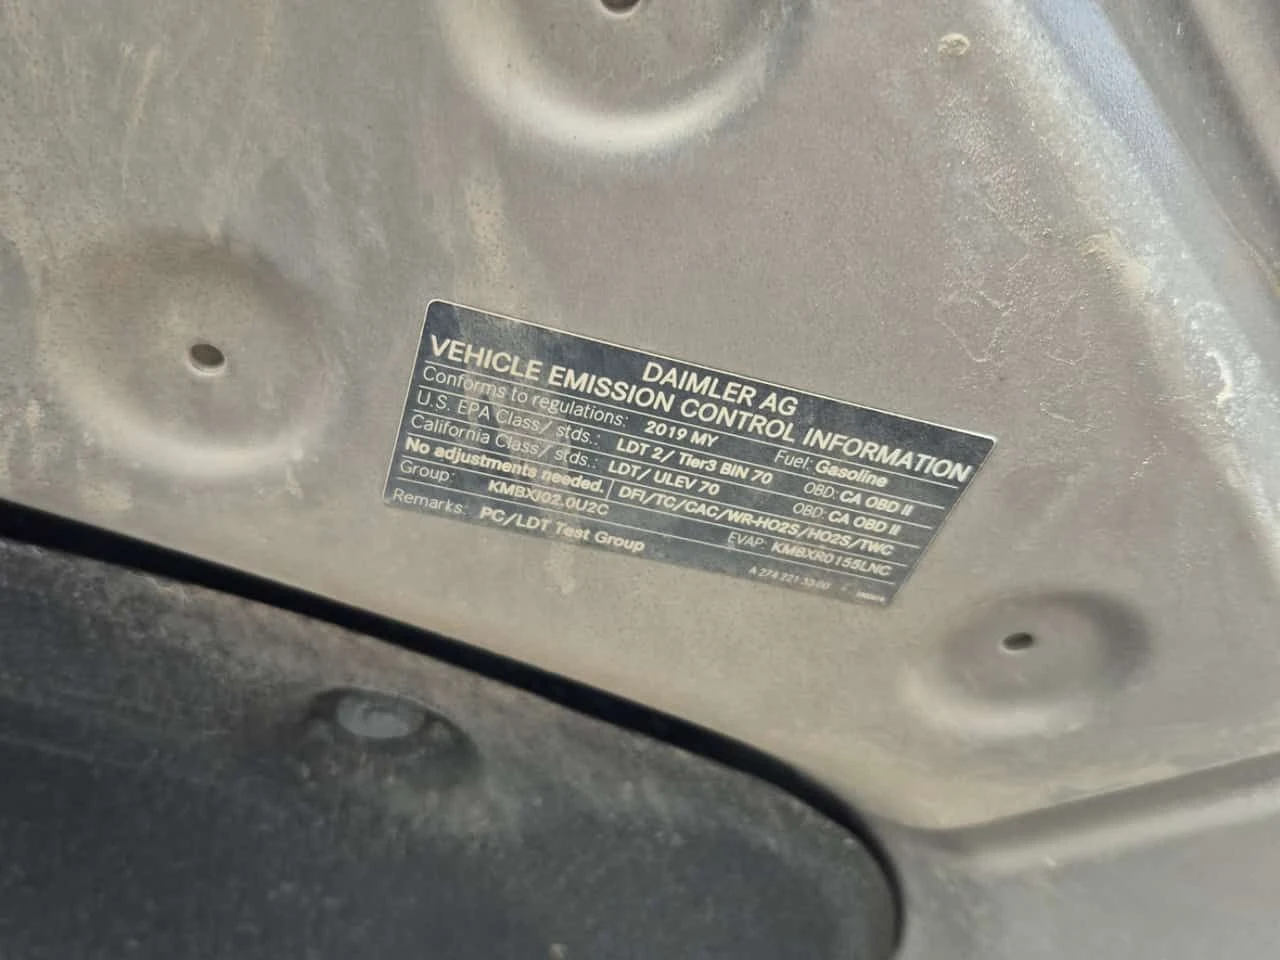 DAIMLER AG
VEHICLE EMISSION CONTROL INFORMATION
Conforms to regulations: 2019 MY Fuel: Gasoline
U.S. EPA Class/ stds.: LDT 2/ Tier3 BIN 70 OBD: CA OBD II
California Class/ stds.: LDT/ ULEV 70 OBD: CA OBD II
No adjustments needed. DFI/TC/CAC/WR-HO2S/HO2S/TWC
Group: KMBXJ02.0U2C EVAP: KMBXR0155LNC
Remarks: PC/LDT Test Group
A 274 221